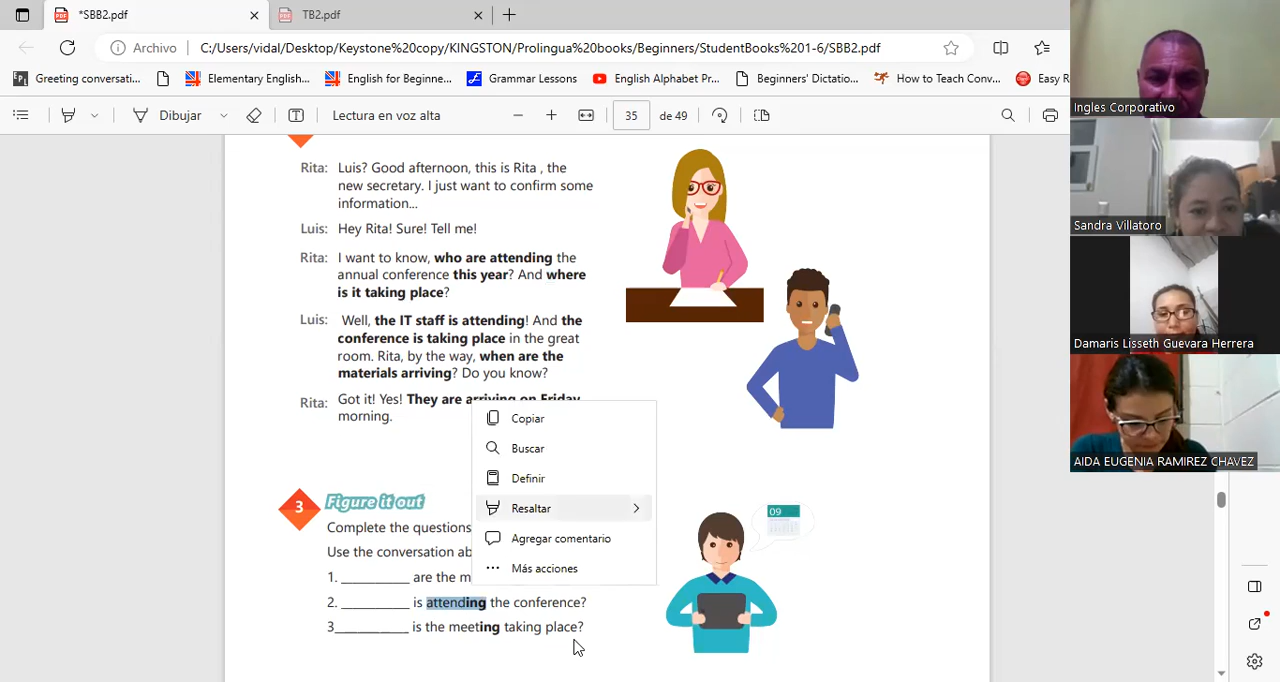 *SBB2.pdf
TB2.pdf
Archivo
C:/Users/vidal/Desktop/Keystone%20copy/KINGSTON/Prolingua%20books/Beginners/StudentBooks%201-6/SBB2.pdf
Greeting conversati...
Elementary English...
English for Beginne...
Grammar Lessons
English Alphabet Pr...
Beginners' Dictatio...
How to Teach Conv...
Easy R
Dibujar
Lectura en voz alta
35
de 49
Rita: Luis? Good afternoon, this is Rita , the
new secretary. I just want to confirm some
information...
Luis: Hey Rita! Sure! Tell me!
Rita: I want to know, who are attending the
annual conference this year? And where
is it taking place?
Luis: Well, the IT staff is attending! And the
conference is taking place in the great
room. Rita, by the way, when are the
materials arriving? Do you know?
Rita: Got it! Yes! They are arriving on Friday
morning.
Copiar
Buscar
Definir
Resaltar
Agregar comentario
Más acciones
3 Figure it out
Complete the questions
Use the conversation ab
1. __________ are the m
2. __________ is attending the conference?
3___________ is the meeting taking place?
09
Ingles Corporativo
Sandra Villatoro
Damaris Lisseth Guevara Herrera
AIDA EUGENIA RAMIREZ CHAVEZ